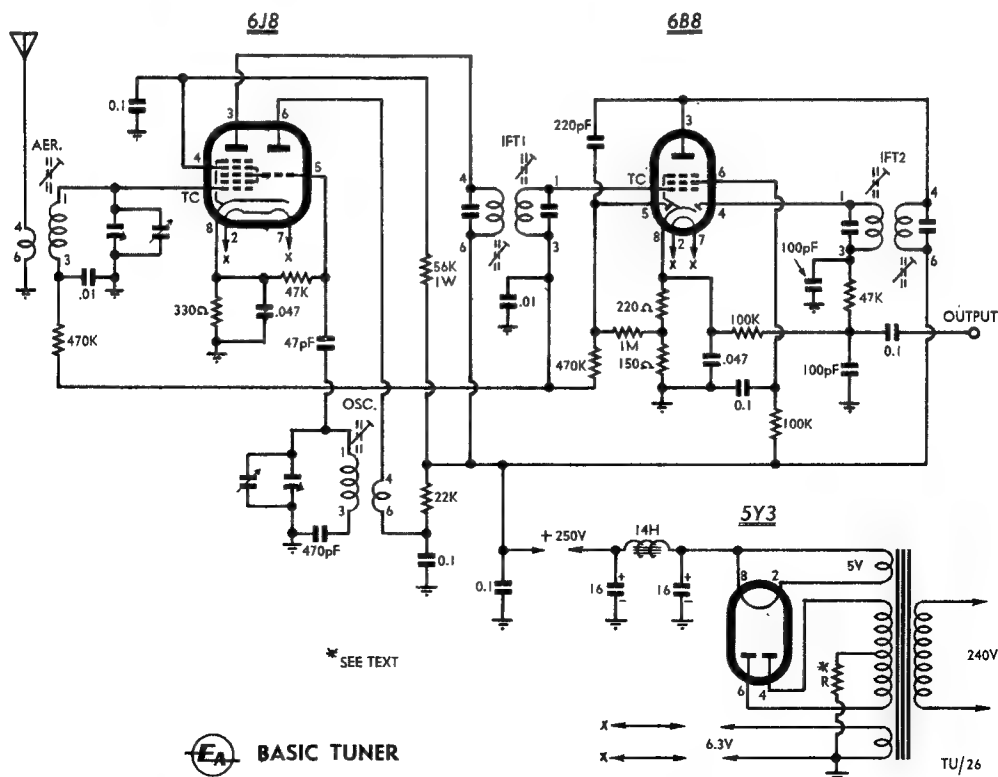 6J8
6B8
3
6
0.1
4
5
TC
8
2
7
X
X
AER.
1
4
6
3
.01
470K
330Ω
.047
47K
47pF
56K
1W
IFT1
4
6
1
3
.01
220pF
3
TC
6
5
4
8
2
7
X
X
220Ω
1M
150Ω
470K
.047
100K
0.1
100K
IFT2
1
3
4
6
100pF
47K
100pF
0.1
OUTPUT
OSC.
1
3
4
6
470pF
22K
0.1
0.1
+ 250V
14H
16
+
-
16
+
-
5Y3
8
2
6
4
5V
* R
240V
X
X
6.3V
* SEE TEXT
EA BASIC TUNER
TU/26